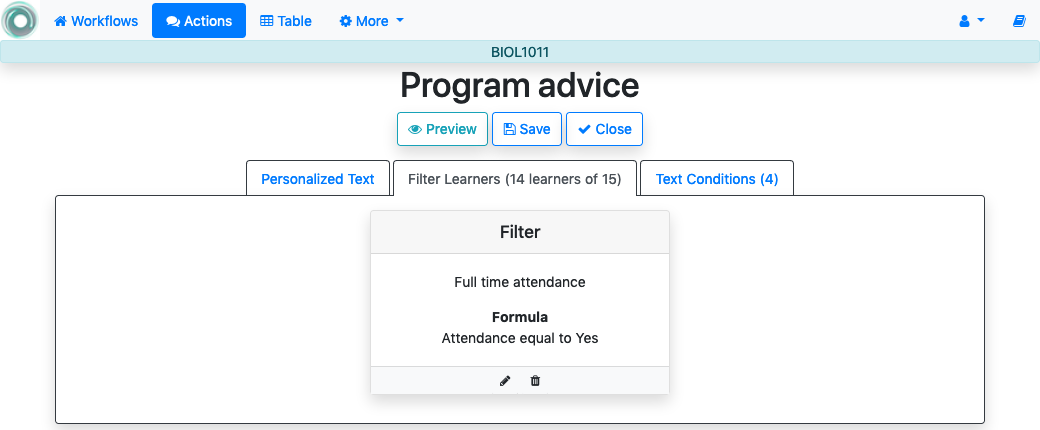 Workflows Actions Table More
BIOL1011
Program advice
Preview Save Close
Personalized Text Filter Learners (14 learners of 15) Text Conditions (4)
Filter
Full time attendance
Formula
Attendance equal to Yes